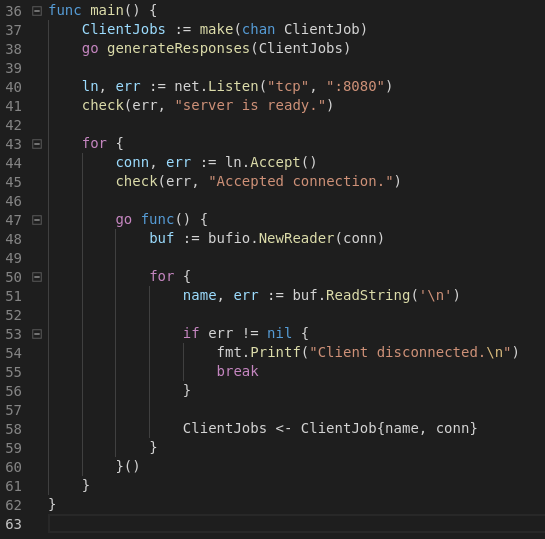 36 func main() {
37     ClientJobs := make(chan ClientJob)
38     go generateResponses(ClientJobs)
39
40     ln, err := net.Listen("tcp", ":8080")
41     check(err, "server is ready.")
42
43     for {
44         conn, err := ln.Accept()
45         check(err, "Accepted connection.")
46
47         go func() {
48             buf := bufio.NewReader(conn)
49
50             for {
51                 name, err := buf.ReadString('\n')
52
53                 if err != nil {
54                     fmt.Printf("Client disconnected.\n")
55                     break
56                 }
57
58                 ClientJobs <- ClientJob{name, conn}
59             }
60         }()
61     }
62 }
63